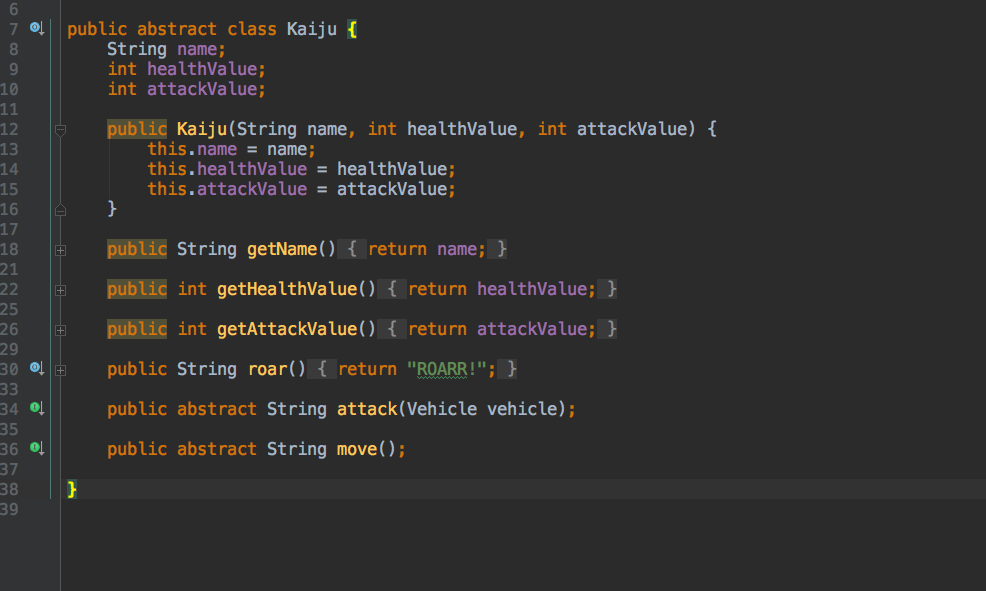 6
7 public abstract class Kaiju {
8 String name;
9 int healthValue;
10 int attackValue;
11
12 public Kaiju(String name, int healthValue, int attackValue) {
13 this.name = name;
14 this.healthValue = healthValue;
15 this.attackValue = attackValue;
16 }
17
18 public String getName() { return name; }
21
22 public int getHealthValue() { return healthValue; }
25
26 public int getAttackValue() { return attackValue; }
29
30 public String roar() { return "ROARR!"; }
33
34 public abstract String attack(Vehicle vehicle);
35
36 public abstract String move();
37
38 }
39